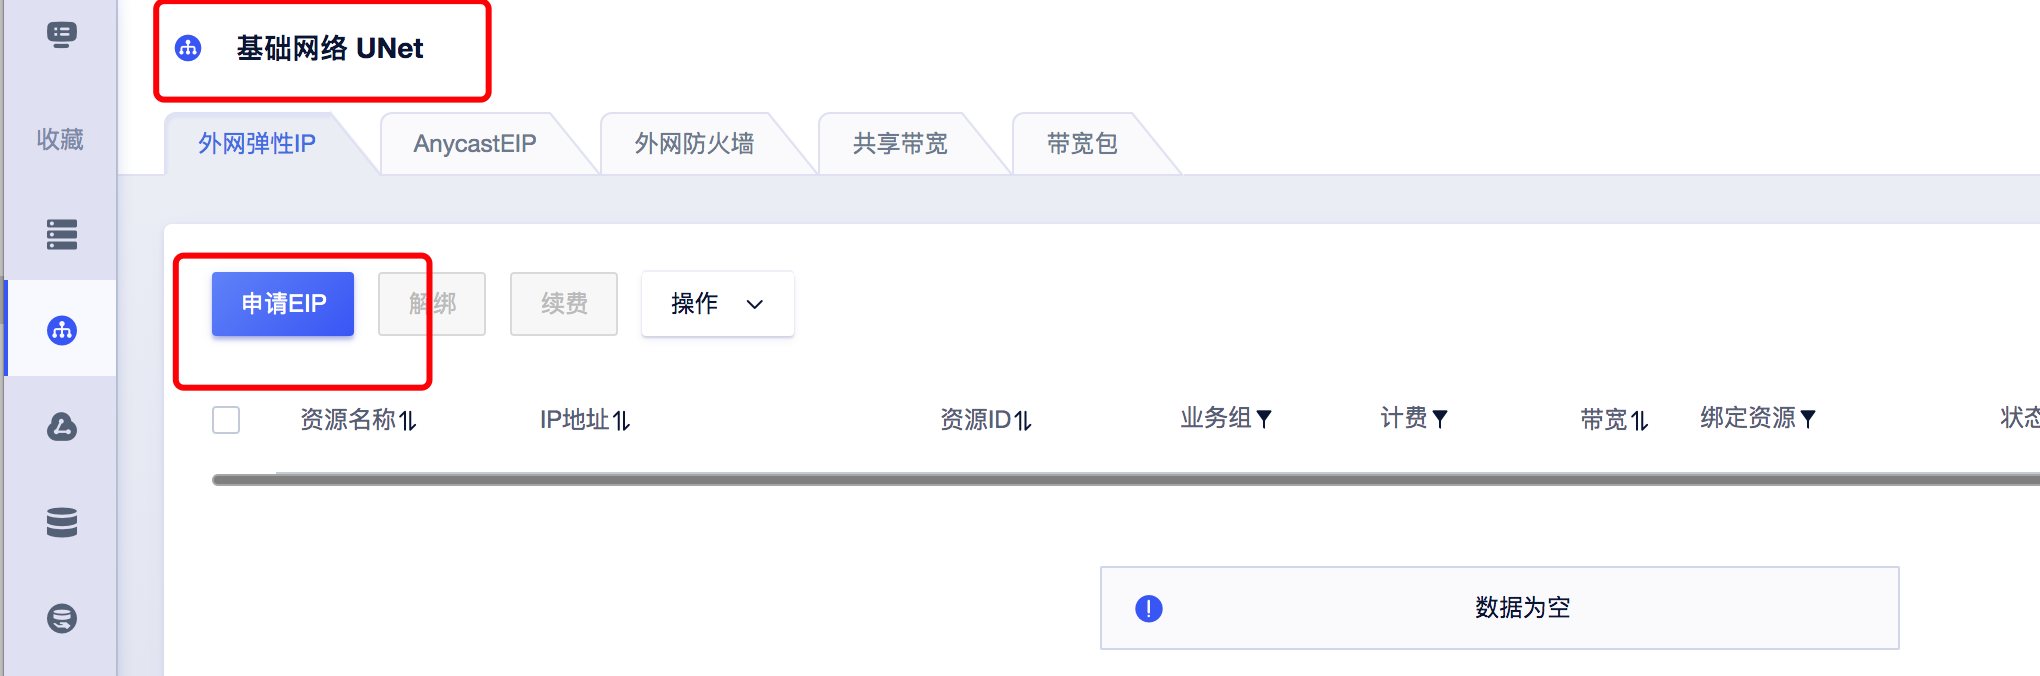 基础网络 UNet
收藏
外网弹性IP AnycastEIP 外网防火墙 共享带宽 带宽包
申请EIP 解绑 续费 操作
资源名称 IP地址 资源ID 业务组 计费 带宽 绑定资源 状态
数据为空